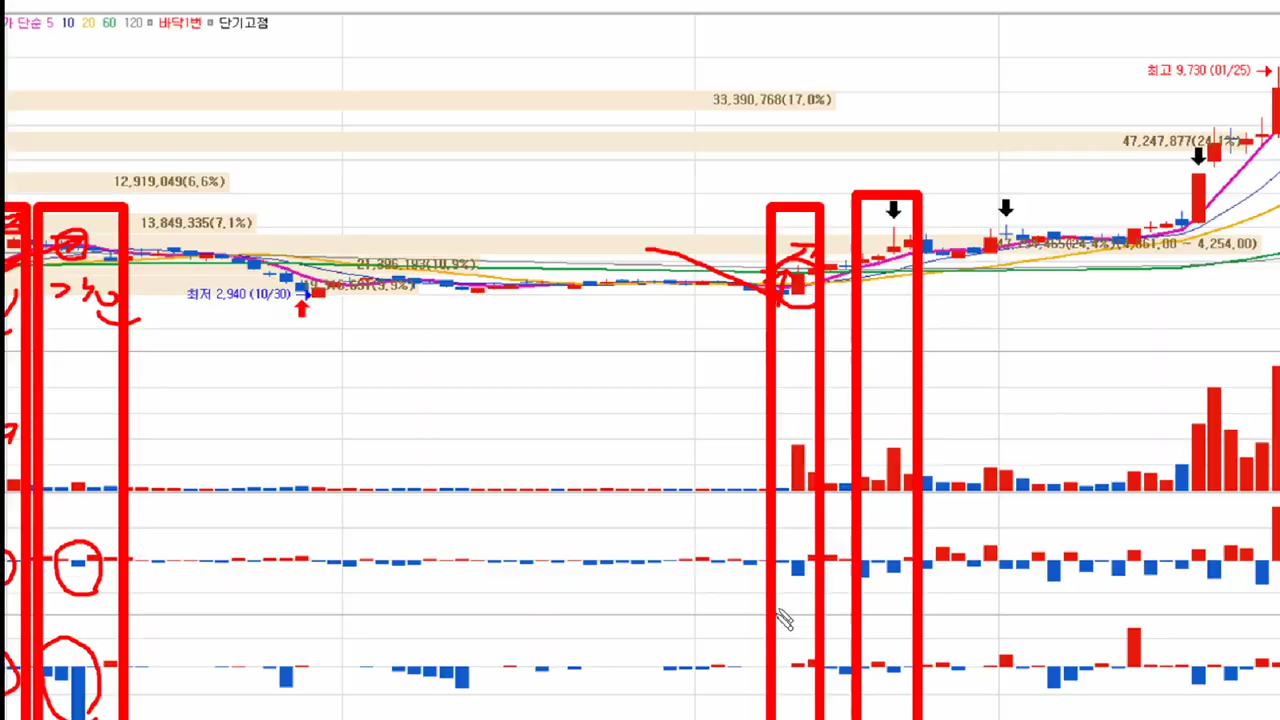 가 단순 5 10 20 60 120 바닥1번 단기고점
최고 9,730 (01/25)
33,390,768(17,0%)
47,247,877(24,1%)
12,919,049(6,6%)
13,849,335(7,1%)
4,254,00)
21,396,193(10,9%)
최저 2,940 (10/30)